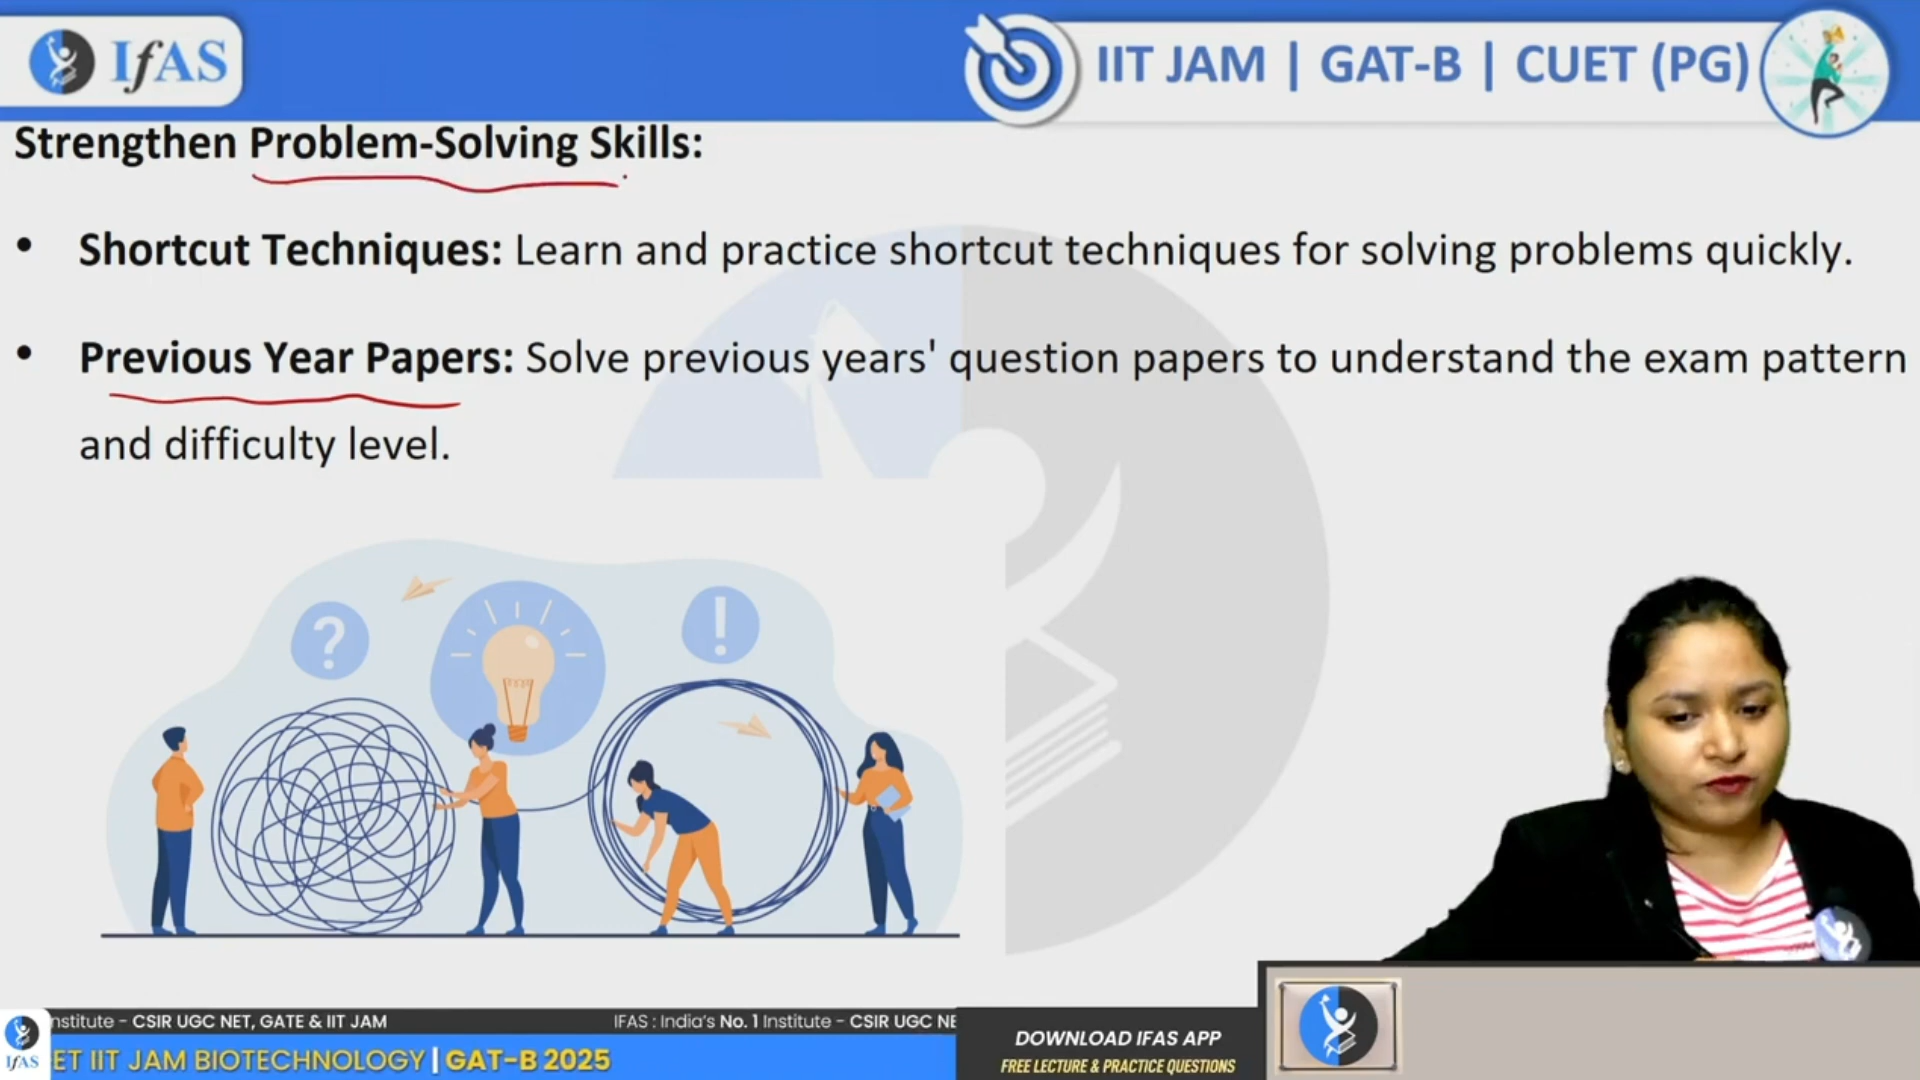 IfAS
IIT JAM | GAT-B | CUET (PG)
Strengthen Problem-Solving Skills:
• Shortcut Techniques: Learn and practice shortcut techniques for solving problems quickly.
• Previous Year Papers: Solve previous years' question papers to understand the exam pattern
and difficulty level.
?
!
nstitute - CSIR UGC NET, GATE & IIT JAM
IFAS : India's No. 1 Institute - CSIR UGC NE
DOWNLOAD IFAS APP
FREE LECTURE & PRACTICE QUESTIONS
IfAS
ET IIT JAM BIOTECHNOLOGY | GAT-B 2025